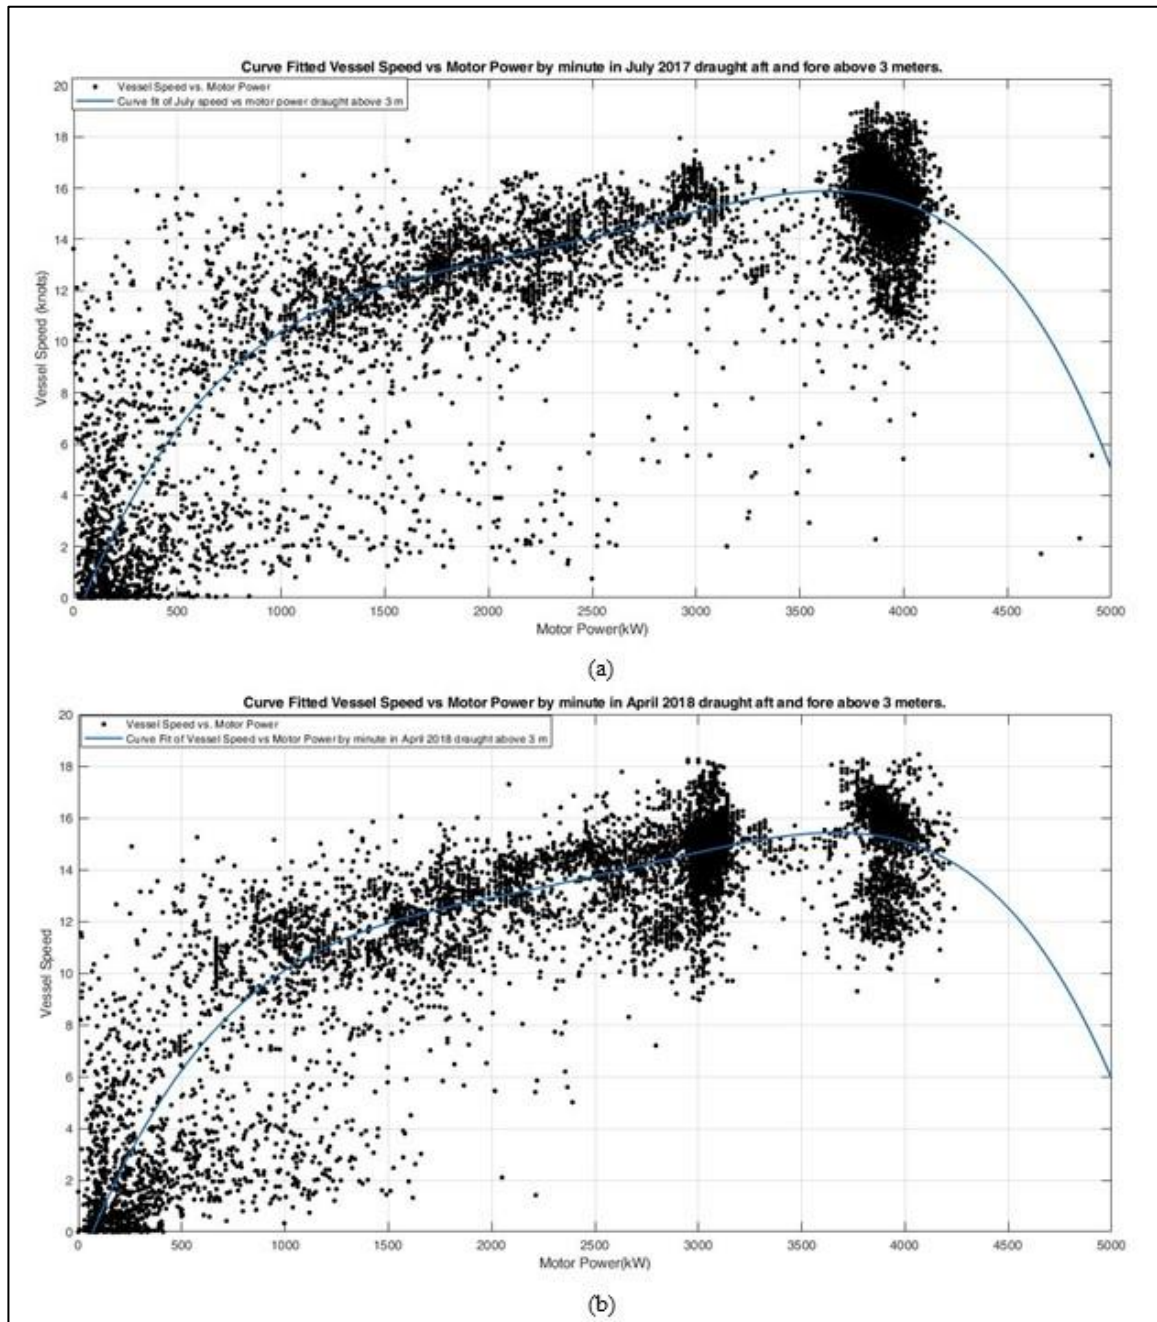 Curve Fitted Vessel Speed vs Motor Power by minute in July 2017 draught aft and fore above 3 meters.
Vessel Speed vs. Motor Power
Curve fit of July speed vs motor power draught above 3 m
20
18
16
14
12
10
8
6
4
2
0
Vessel Speed (knots)
0 500 1000 1500 2000 2500 3000 3500 4000 4500 5000
Motor Power(kW)
(a)
Curve Fitted Vessel Speed vs Motor Power by minute in April 2018 draught aft and fore above 3 meters.
Vessel Speed vs. Motor Power
Curve Fit of Vessel Speed vs Motor Power by minute in April 2018 draught above 3 m
20
18
16
14
12
10
8
6
4
2
0
Vessel Speed
0 500 1000 1500 2000 2500 3000 3500 4000 4500 5000
Motor Power(kW)
(b)